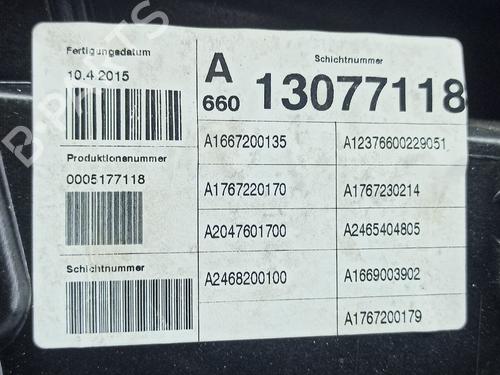 Fertigungsdatum
10.4.2015
Produktionsnummer
0005177118
Schichtnummer
A
660
Schichtnummer
13077118
A1667200135
A12376600229051
A1767220170
A1767230214
A2047601700
A2465404805
A2468200100
A1669003902
A1767200179
B-PARTS